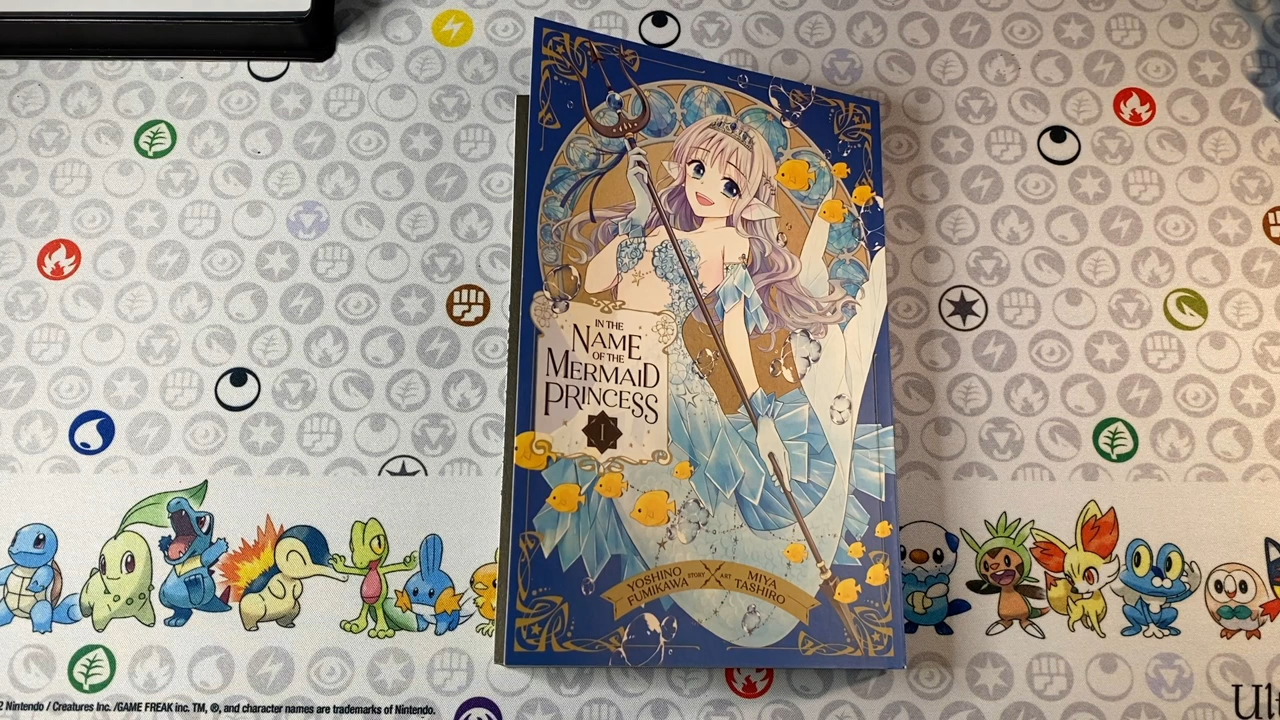 IN THE
NAME
OF THE
MERMAID
PRINCESS
1
YOSHINO
FUMIKAWA
STORY
ART
MIYA
TASHIRO
2 Nintendo / Creatures Inc. /GAME FREAK inc. TM, ®, and character names are trademarks of Nintendo.
Ul